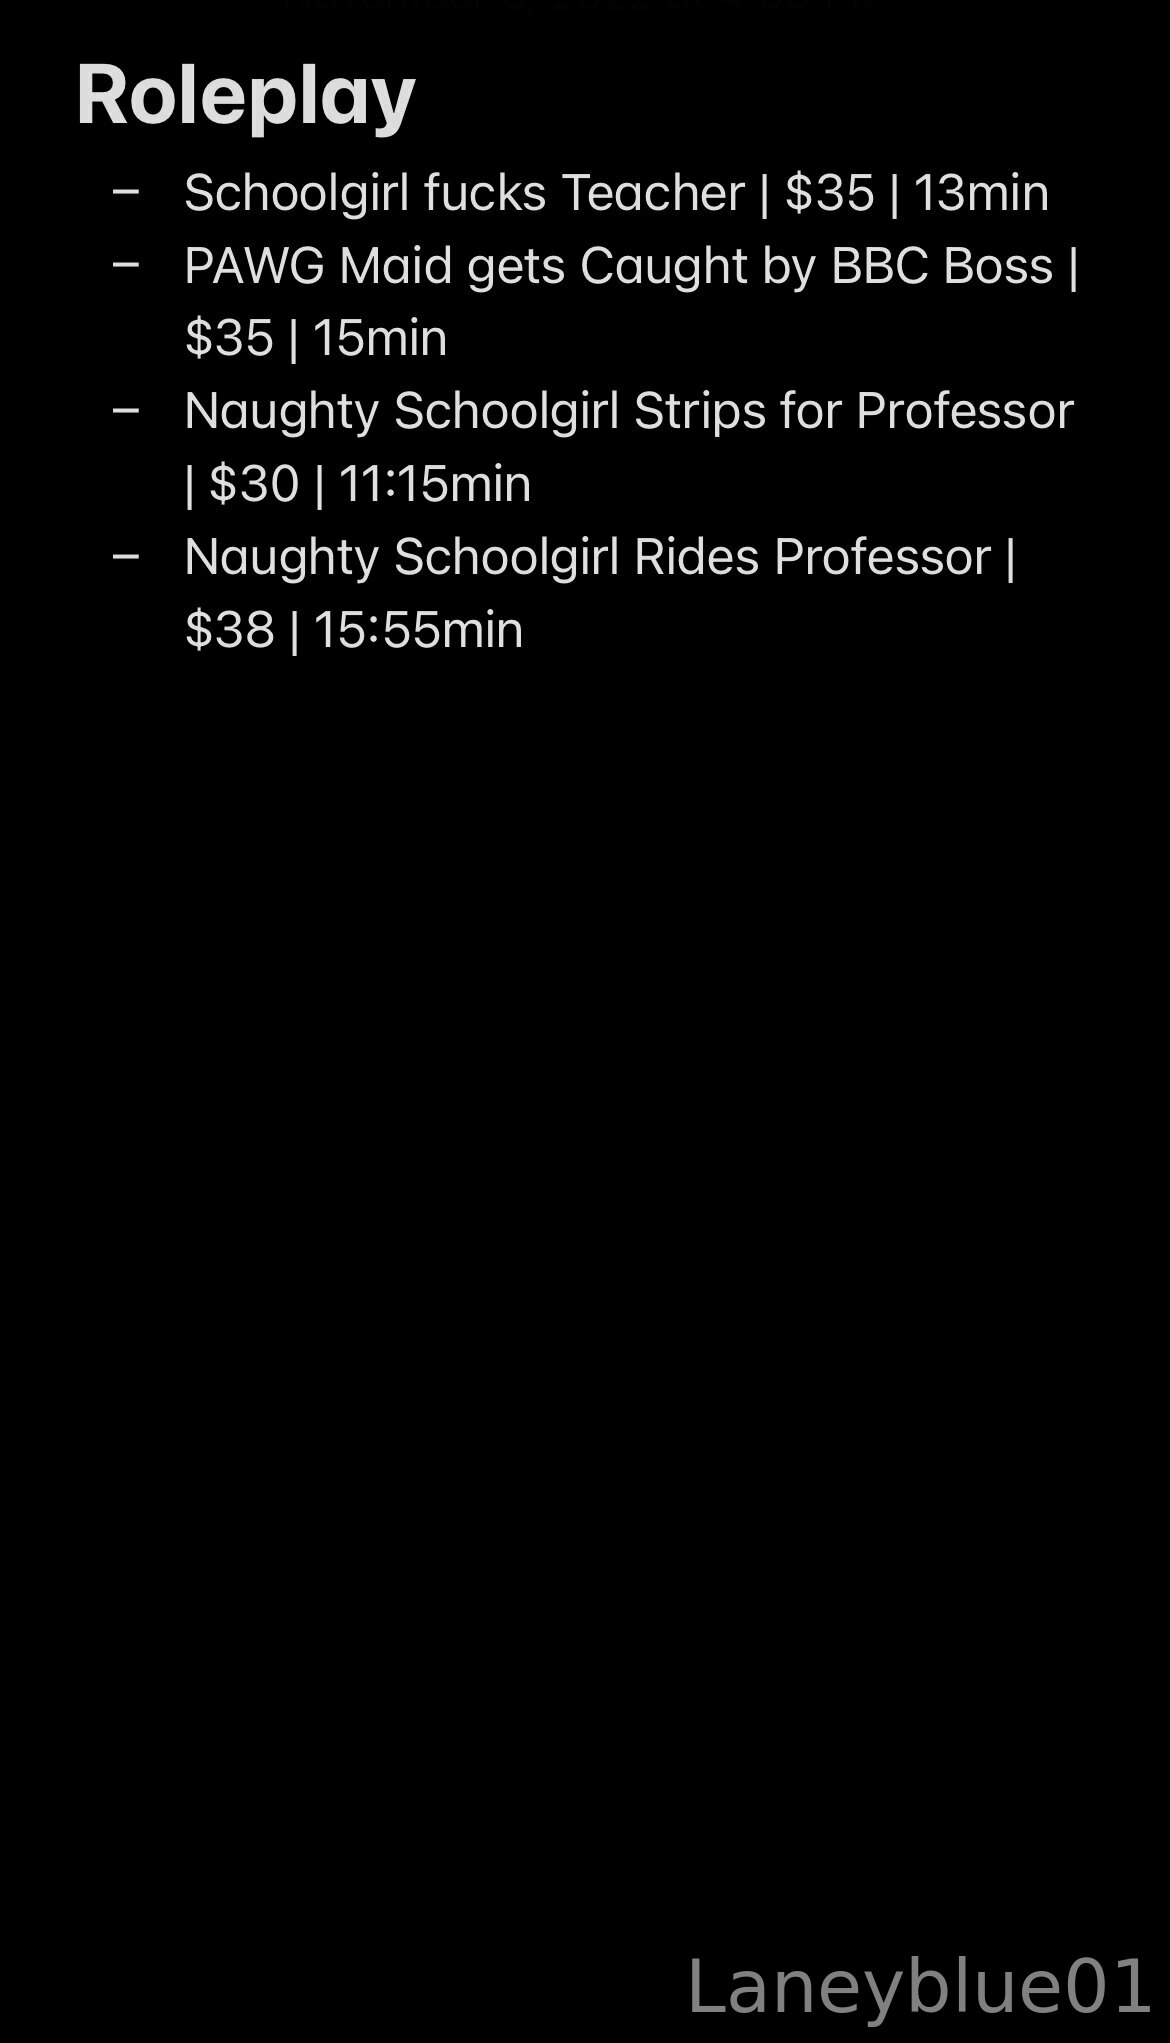 Roleplay
– Schoolgirl fucks Teacher | $35 | 13min
– PAWG Maid gets Caught by BBC Boss |
$35 | 15min
– Naughty Schoolgirl Strips for Professor
| $30 | 11:15min
– Naughty Schoolgirl Rides Professor |
$38 | 15:55min
Laneyblue01